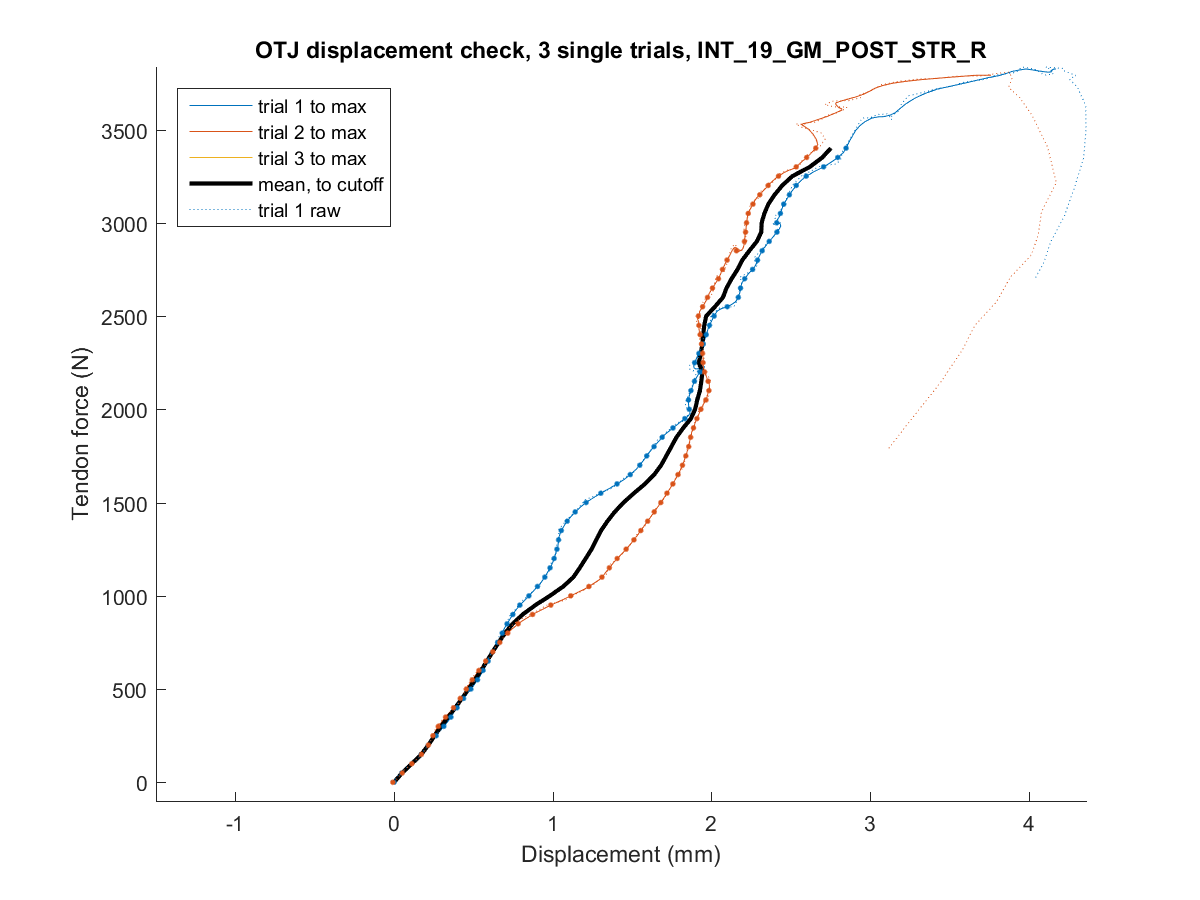 OTJ displacement check, 3 single trials, INT_19_GM_POST_STR_R
trial 1 to max
trial 2 to max
trial 3 to max
mean, to cutoff
trial 1 raw
3500
3000
2500
2000
1500
1000
500
0
Tendon force (N)
-1 0 1 2 3 4
Displacement (mm)